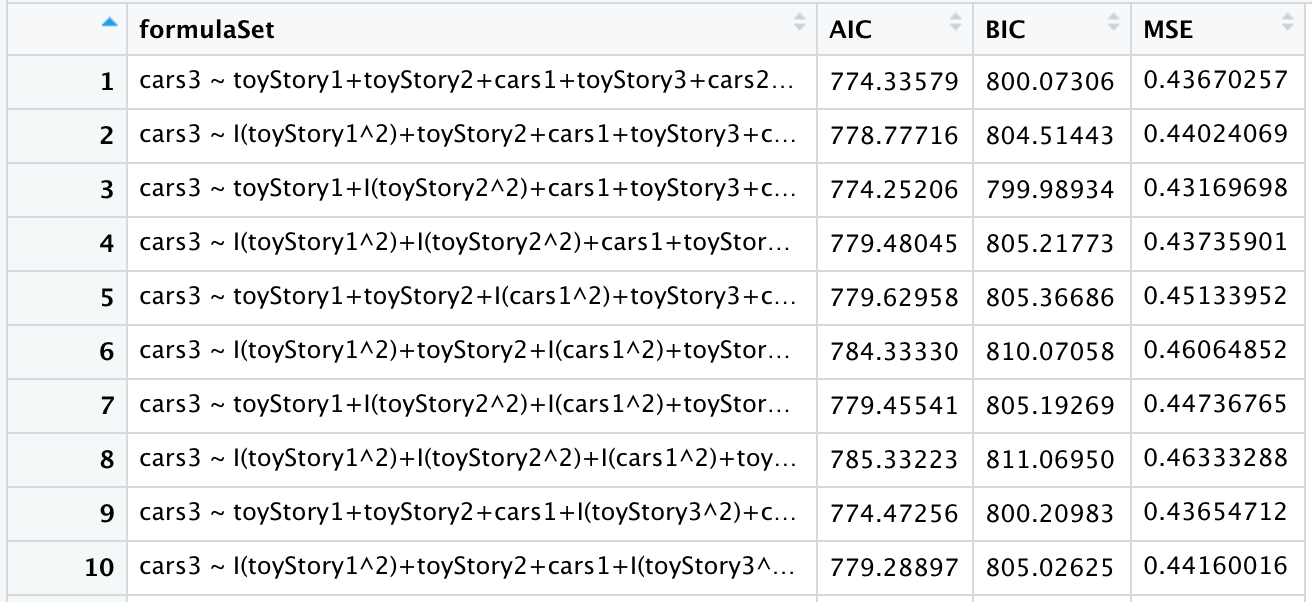 formulaSet AIC BIC MSE
1 cars3 ~ toyStory1+toyStory2+cars1+toyStory3+cars2... 774.33579 800.07306 0.43670257
2 cars3 ~ I(toyStory1^2)+toyStory2+cars1+toyStory3+c... 778.77716 804.51443 0.44024069
3 cars3 ~ toyStory1+I(toyStory2^2)+cars1+toyStory3+c... 774.25206 799.98934 0.43169698
4 cars3 ~ I(toyStory1^2)+I(toyStory2^2)+cars1+toyStor... 779.48045 805.21773 0.43735901
5 cars3 ~ toyStory1+toyStory2+I(cars1^2)+toyStory3+c... 779.62958 805.36686 0.45133952
6 cars3 ~ I(toyStory1^2)+toyStory2+I(cars1^2)+toyStor... 784.33330 810.07058 0.46064852
7 cars3 ~ toyStory1+I(toyStory2^2)+I(cars1^2)+toyStor... 779.45541 805.19269 0.44736765
8 cars3 ~ I(toyStory1^2)+I(toyStory2^2)+I(cars1^2)+toy... 785.33223 811.06950 0.46333288
9 cars3 ~ toyStory1+toyStory2+cars1+I(toyStory3^2)+c... 774.47256 800.20983 0.43654712
10 cars3 ~ I(toyStory1^2)+toyStory2+cars1+I(toyStory3^... 779.28897 805.02625 0.44160016